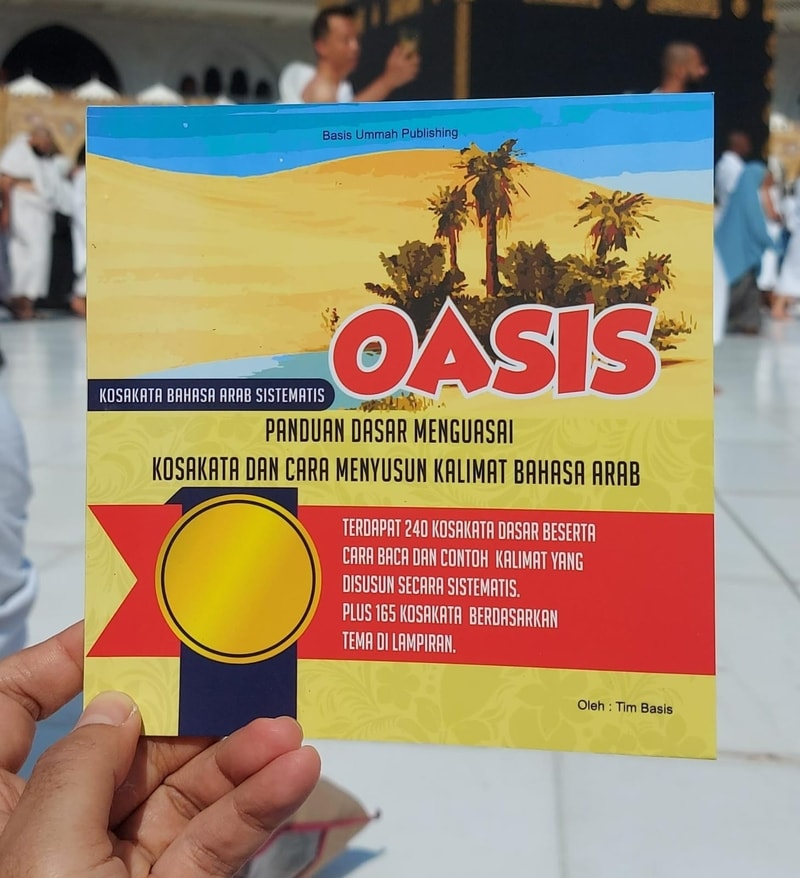 Basis Ummah Publishing
OASIS
KOSAKATA BAHASA ARAB SISTEMATIS
PANDUAN DASAR MENGUASAI
KOSAKATA DAN CARA MENYUSUN KALIMAT BAHASA ARAB
TERDAPAT 240 KOSAKATA DASAR BESERTA
CARA BACA DAN CONTOH KALIMAT YANG
DISUSUN SECARA SISTEMATIS.
PLUS 165 KOSAKATA BERDASARKAN
TEMA DI LAMPIRAN.
Oleh : Tim Basis